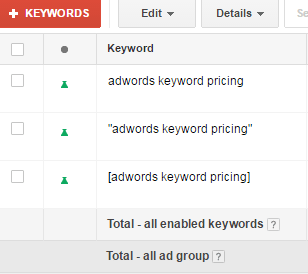 + KEYWORDS Edit Details Se
Keyword
adwords keyword pricing
"adwords keyword pricing"
[adwords keyword pricing]
Total - all enabled keywords ?
Total - all ad group ?